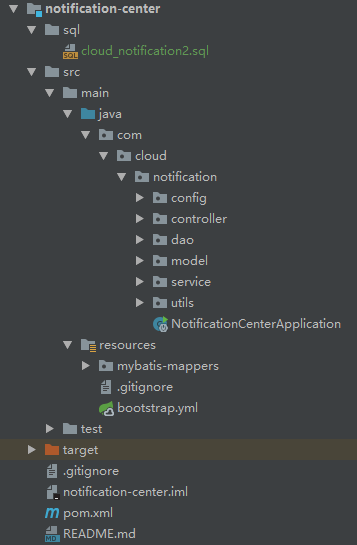 notification-center
sql
cloud_notification2.sql
src
main
java
com
cloud
notification
config
controller
dao
model
service
utils
NotificationCenterApplication
resources
mybatis-mappers
.gitignore
bootstrap.yml
test
target
.gitignore
notification-center.iml
pom.xml
README.md